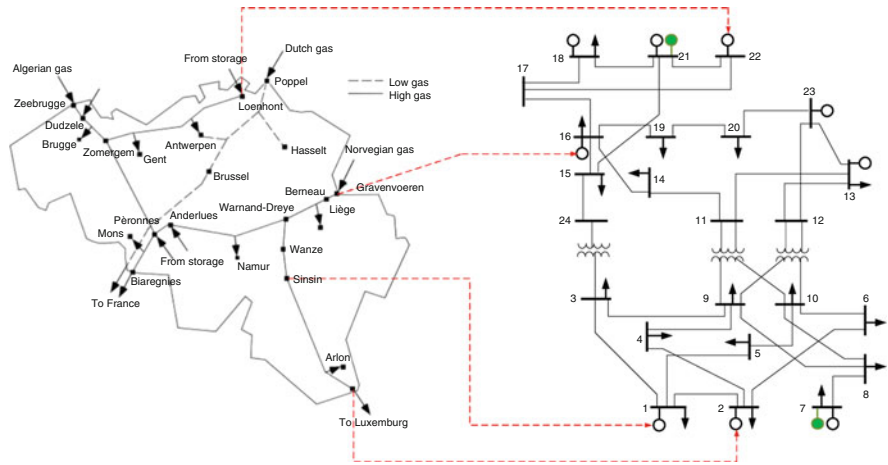 Dutch gas
From storage
Algerian gas
Poppel
Low gas
High gas
Zeebrugge
Loenhont
Dudzele
Brugge
Zomergem
Gent
Antwerpen
Hasselt
Norvegian gas
Brussel
Berneau
Gravenvoeren
Warnand-Dreye
Liège
Pèronnes
Anderlues
Mons
Wanze
From storage
Namur
Biaregnies
Sinsin
To France
Arlon
To Luxemburg
18
21
22
17
23
16
19
20
15
14
13
24
11
12
3
9
10
6
4
5
8
1
2
7